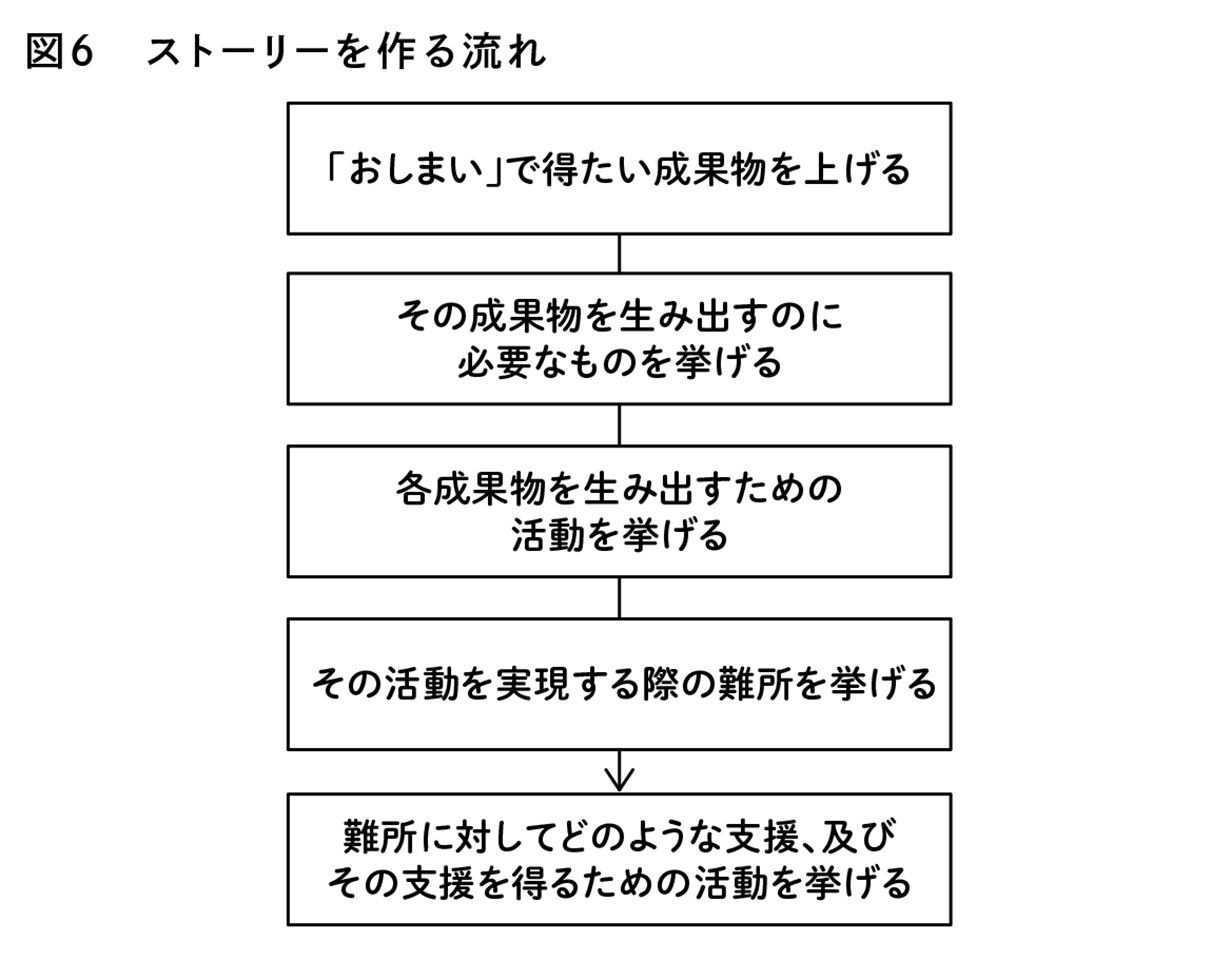 図6　ストーリーを作る流れ
「おしまい」で得たい成果物を上げる
その成果物を生み出すのに
必要なものを挙げる
各成果物を生み出すための
活動を挙げる
その活動を実現する際の難所を挙げる
難所に対してどのような支援、及び
その支援を得るための活動を挙げる